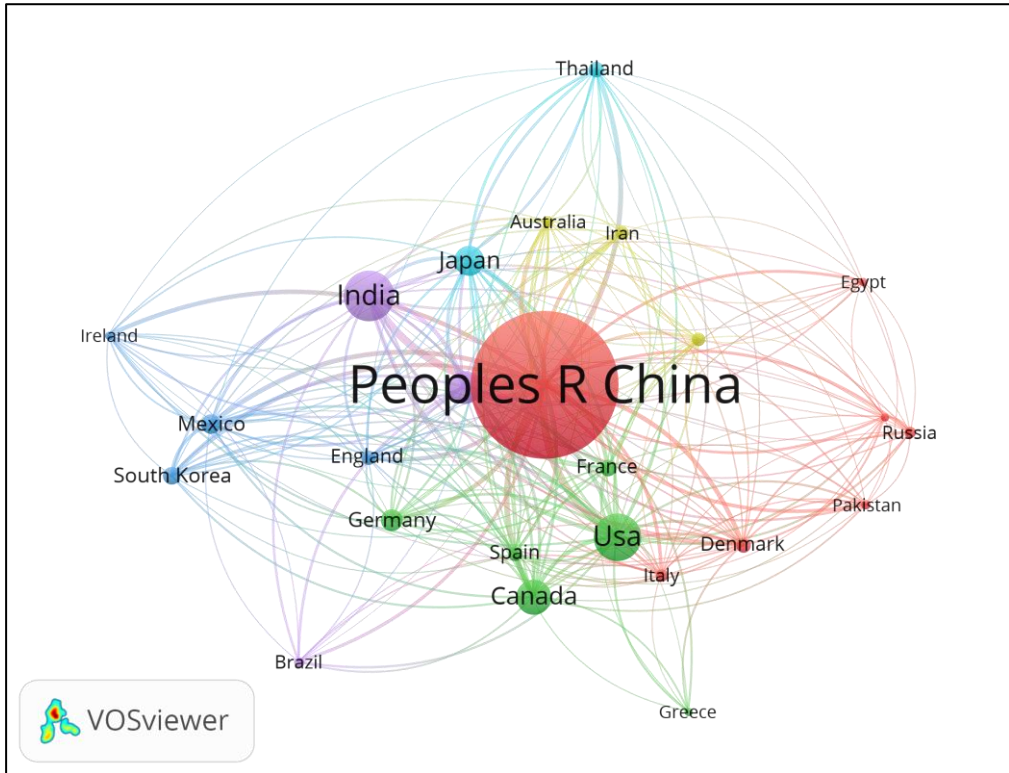 Thailand
Australia
Iran
Japan
Egypt
India
Ireland
Peoples R China
Mexico
Russia
England
France
South Korea
Pakistan
Germany
Usa
Denmark
Spain
Italy
Canada
Brazil
Greece
VOSviewer